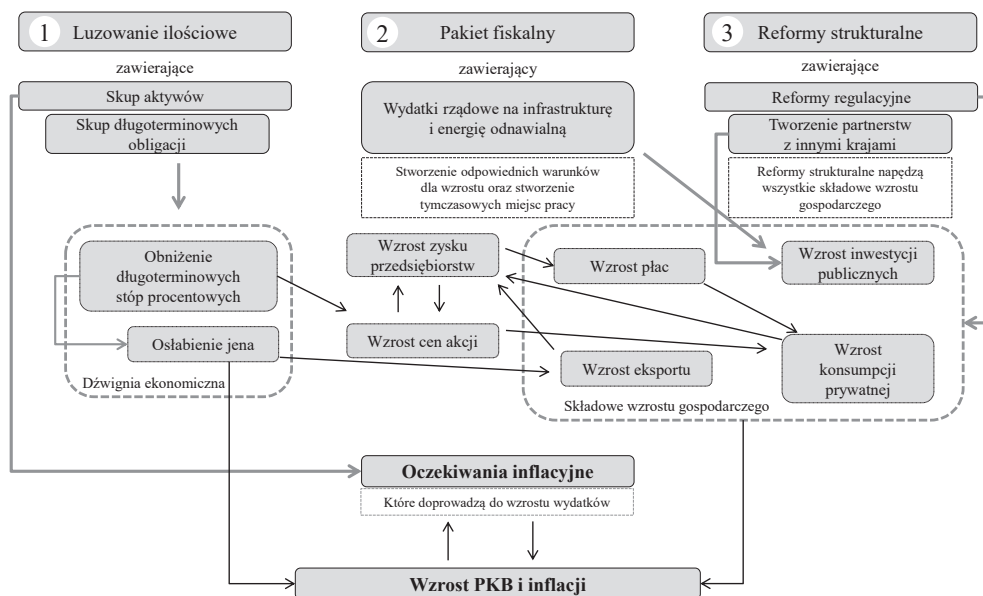 1 Luzowanie ilościowe
zawierające
Skup aktywów
Skup długoterminowych
obligacji
2 Pakiet fiskalny
zawierający
Wydatki rządowe na infrastrukturę
i energię odnawialną
Stworzenie odpowiednich warunków
dla wzrostu oraz stworzenie
tymczasowych miejsc pracy
3 Reformy strukturalne
zawierające
Reformy regulacyjne
Tworzenie partnerstw
z innymi krajami
Reformy strukturalne napędzą
wszystkie składowe wzrostu
gospodarczego
Obniżenie
długoterminowych
stóp procentowych
Osłabienie jena
Dźwignia ekonomiczna
Wzrost zysku
przedsiębiorstw
Wzrost cen akcji
Wzrost płac
Wzrost eksportu
Wzrost inwestycji
publicznych
Wzrost
konsumpcji
prywatnej
Składowe wzrostu gospodarczego
Oczekiwania inflacyjne
Które doprowadzą do wzrostu wydatków
Wzrost PKB i inflacji